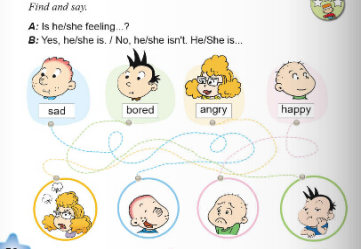 Find and say.
A: Is he/she feeling...?
B: Yes, he/she is. / No, he/she isn't. He/She is...
sad bored angry happy